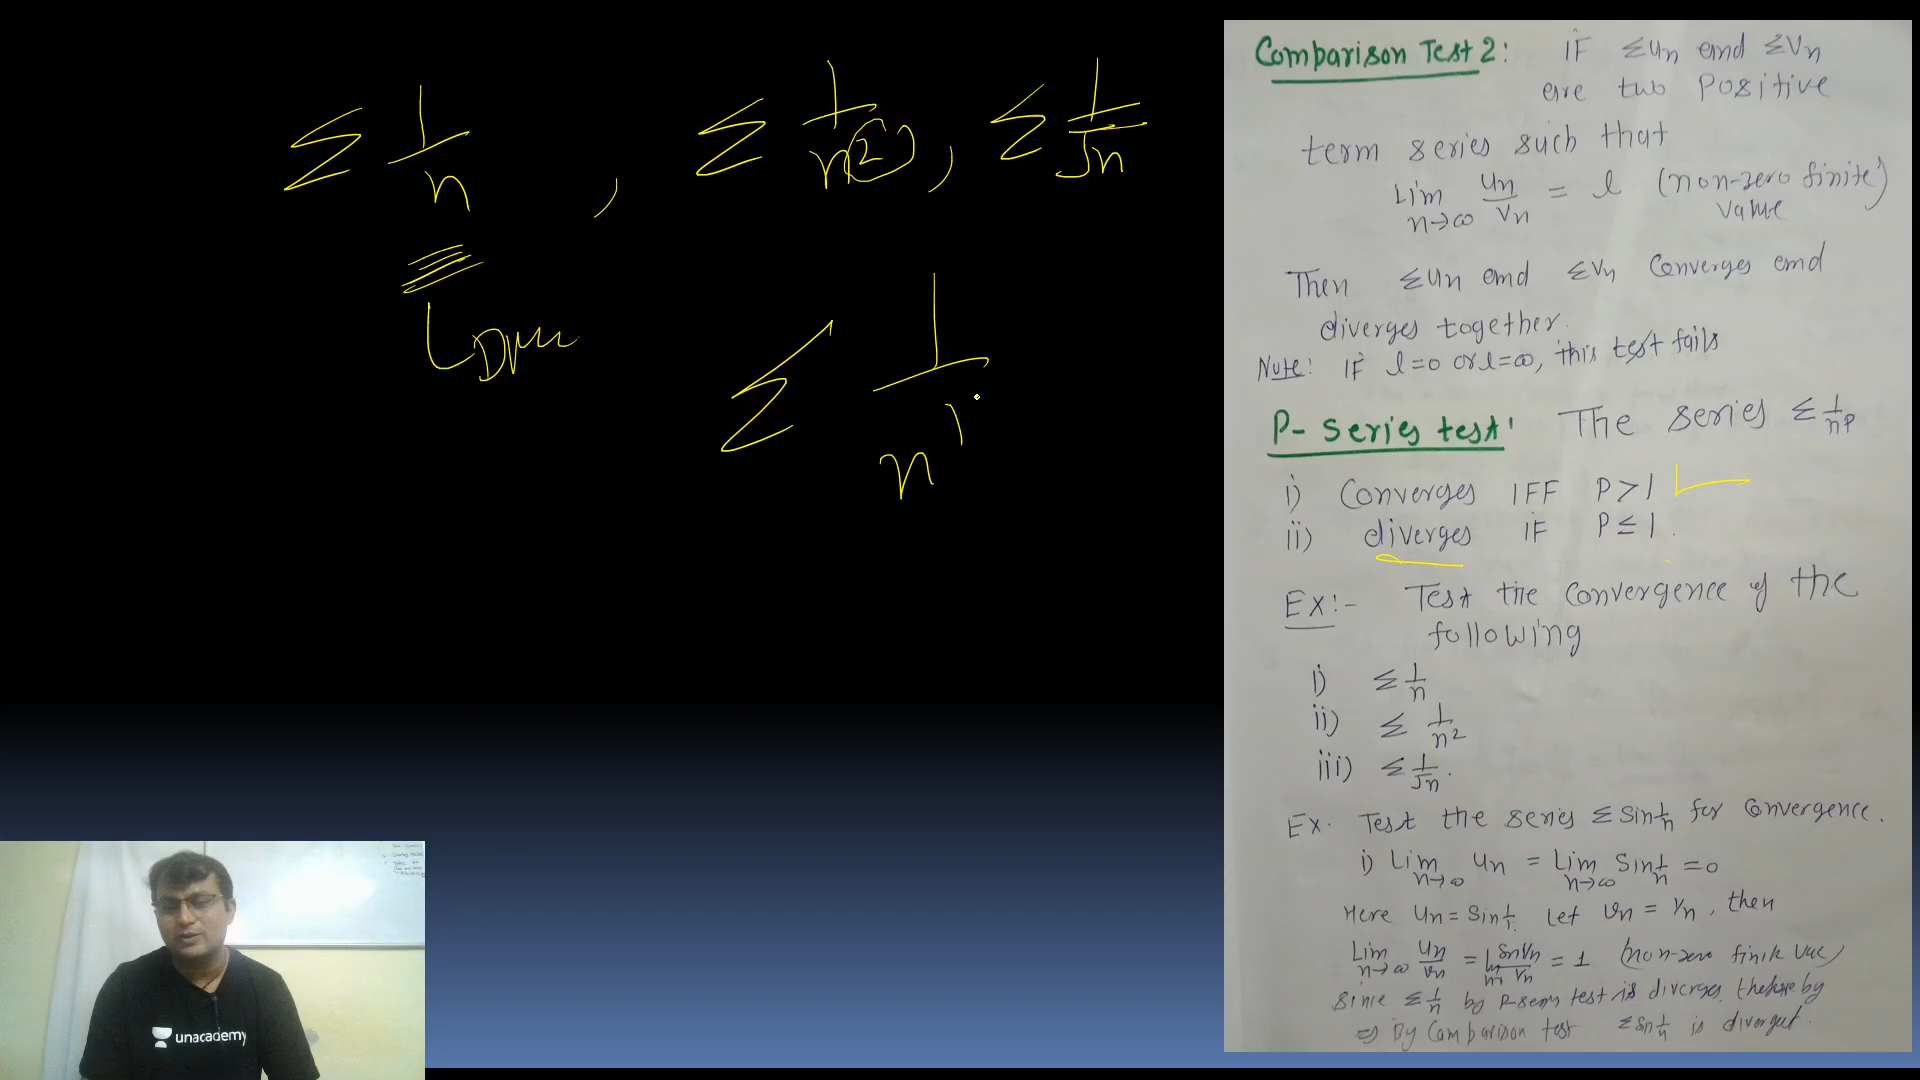 Σ 1/n , Σ 1/n(2) , Σ 1/√n
Σ 1/n
Comparison Test 2: IF Σun and Σvn
are two Positive
term series such that
Lim n→∞ un/vn = l (non-zero finite value)
Then Σun and Σvn Converges and
diverges together.
Note: IF l=0 or l=∞, this test fails
P- Series test: The series Σ 1/n^P
i) Converges IFF P>1
ii) diverges IF P≤1.
EX:- Test the Convergence of the
following
i) Σ 1/n
ii) Σ 1/n²
iii) Σ 1/√n.
EX. Test the series Σ Sin 1/n for Convergence.
i) Lim n→∞ un = Lim n→∞ Sin 1/n = 0
Here un = Sin 1/n. Let vn = 1/n, then
Lim n→∞ un/vn = = 1 (non-zero finite)
Since Σ 1/n by P series test is diverges by
⇒ By Comparison test Σ Sin 1/n is divergent.
unacademy